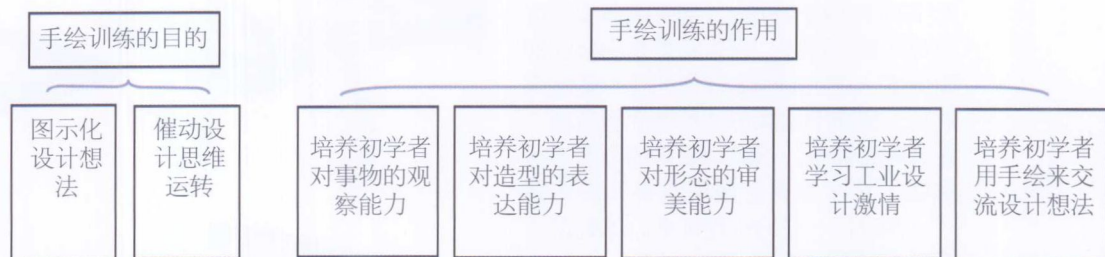 手绘训练的目的
手绘训练的作用
图示化
设计想
法
催动设
计思维
运转
培养初学者
对事物的观
察能力
培养初学者
对造型的表
达能力
培养初学者
对形态的审
美能力
培养初学者
学习工业设
计激情
培养初学者
用手绘来交
流设计想法